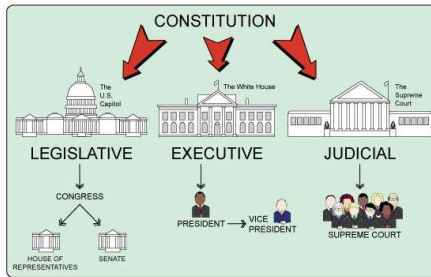 CONSTITUTION
The
U.S.
Capitol
The White House
The
Supreme
Court
LEGISLATIVE
EXECUTIVE
JUDICIAL
CONGRESS
HOUSE OF
REPRESENTATIVES
SENATE
PRESIDENT
VICE
PRESIDENT
SUPREME COURT